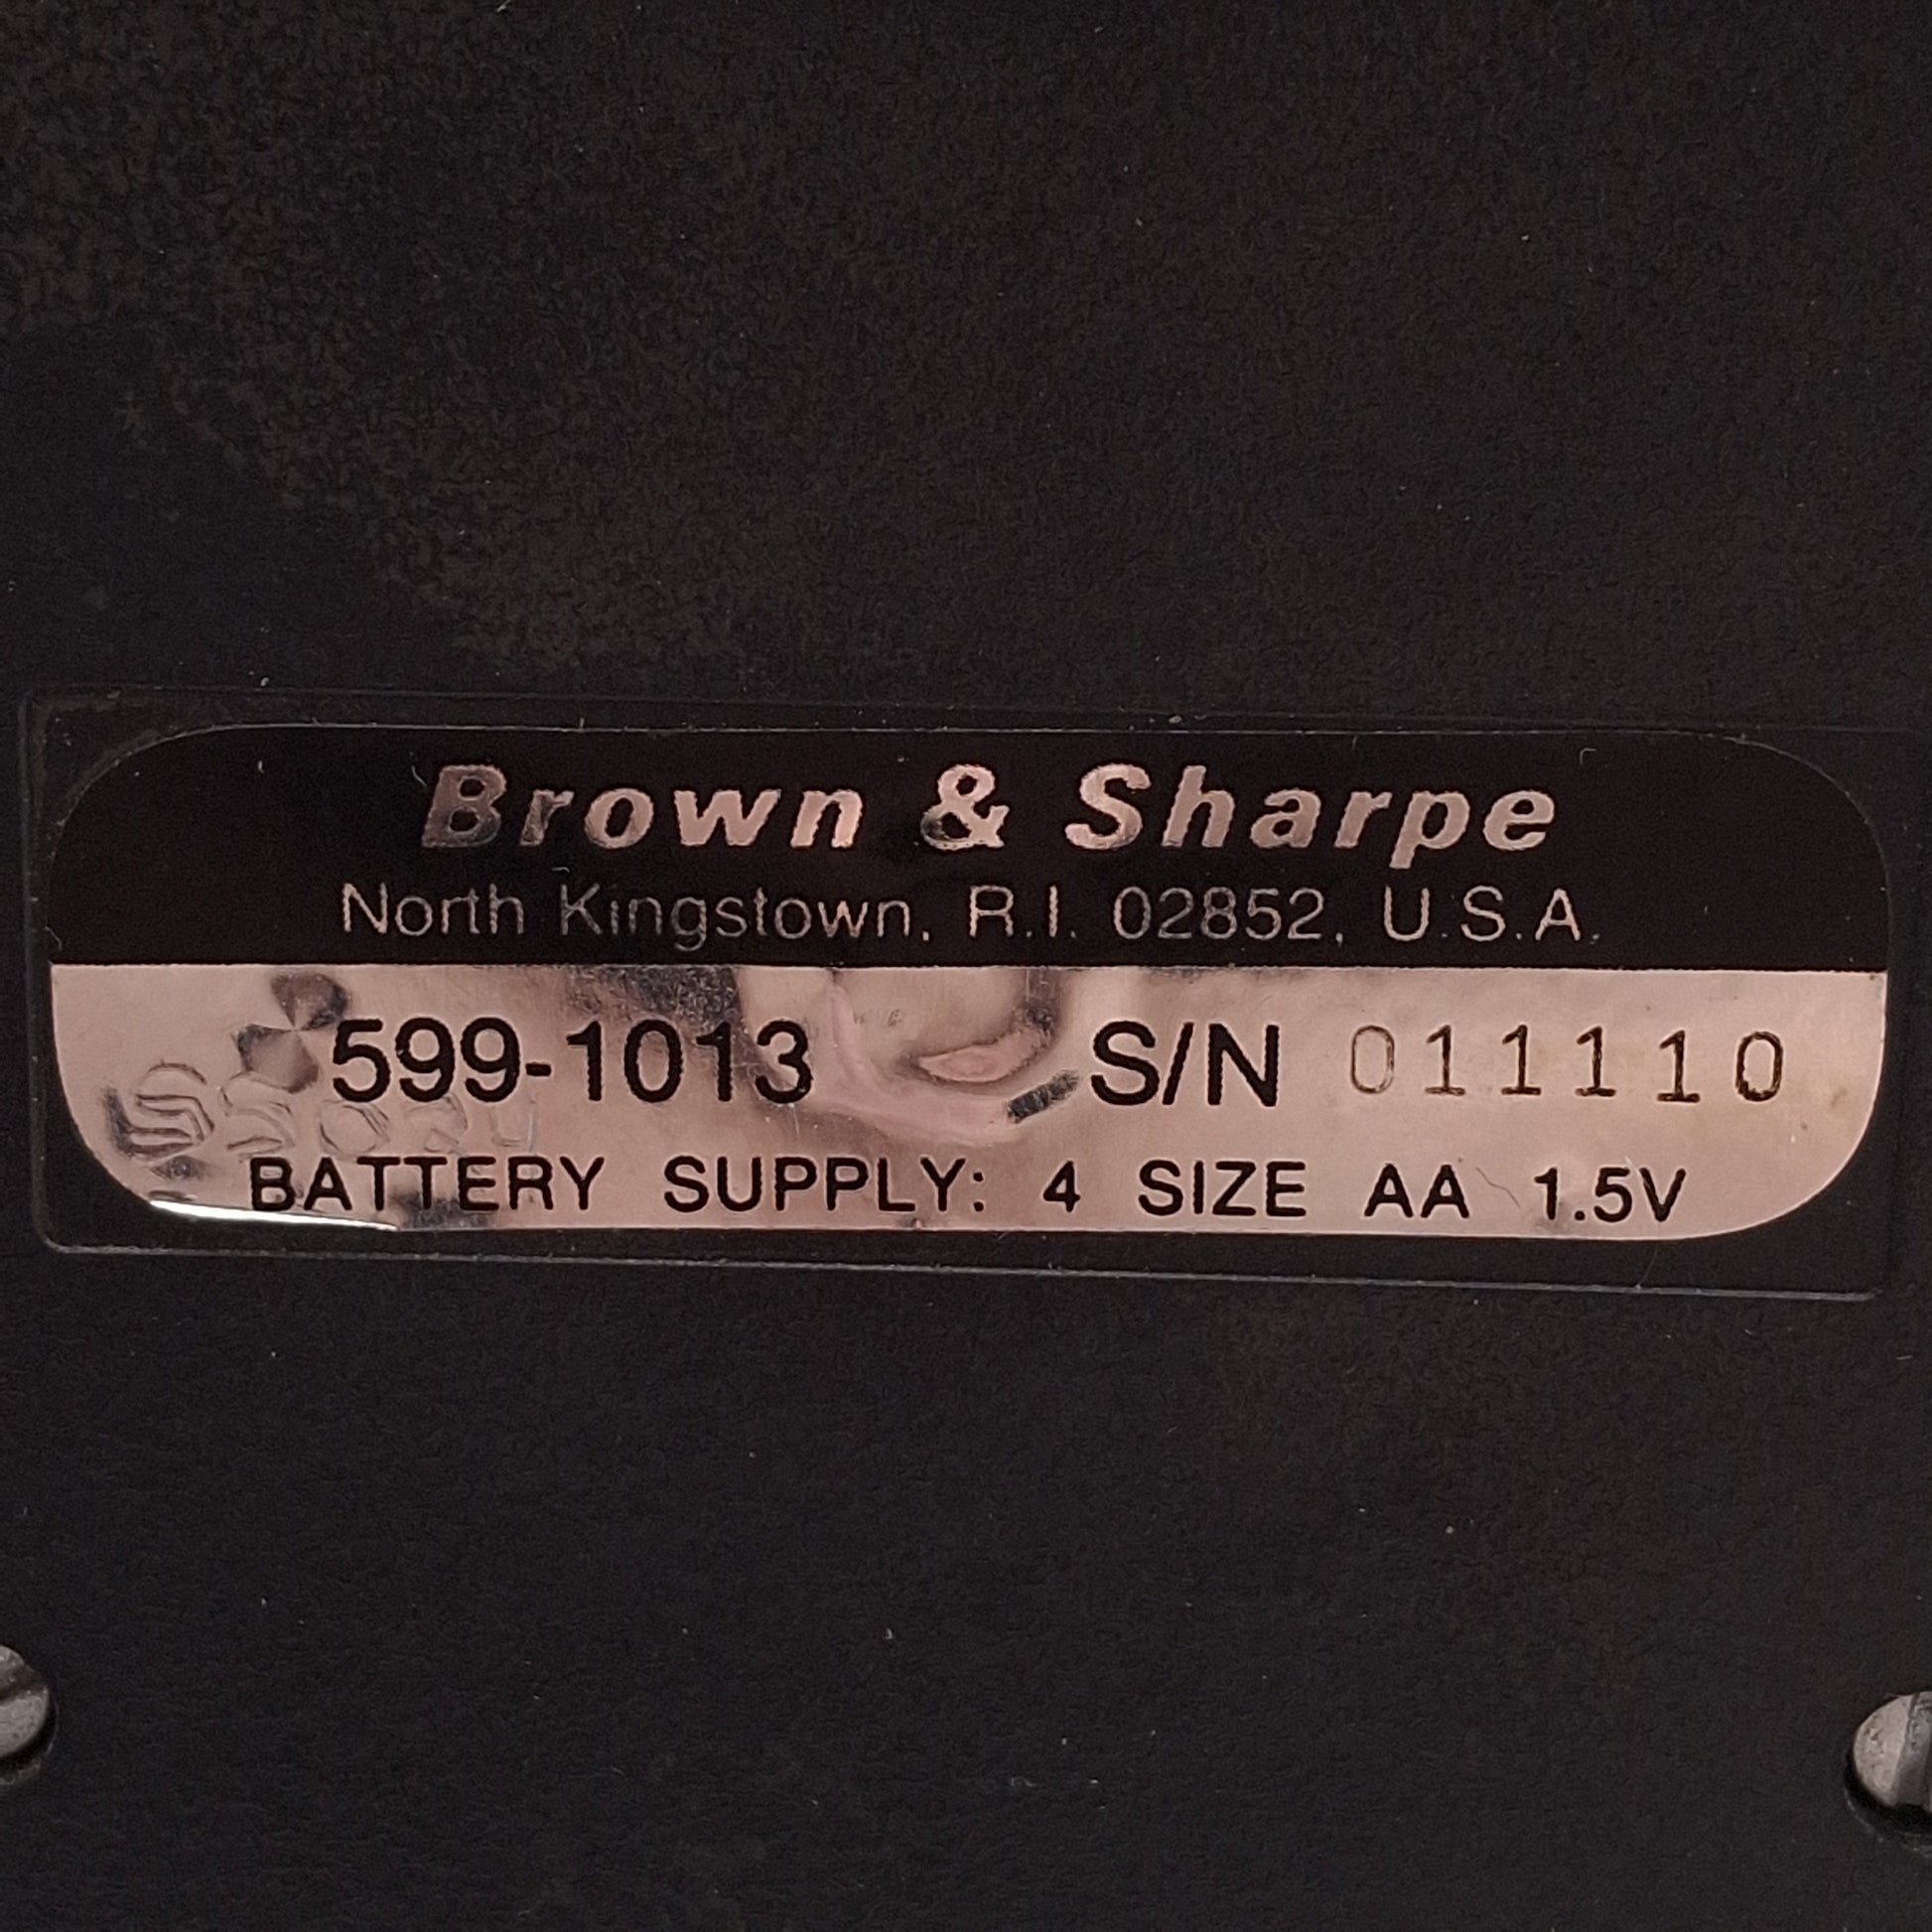 Brown & Sharpe
North Kingstown, R.I. 02852, U.S.A.
599-1013 S/N 011110
BATTERY SUPPLY: 4 SIZE AA 1.5V